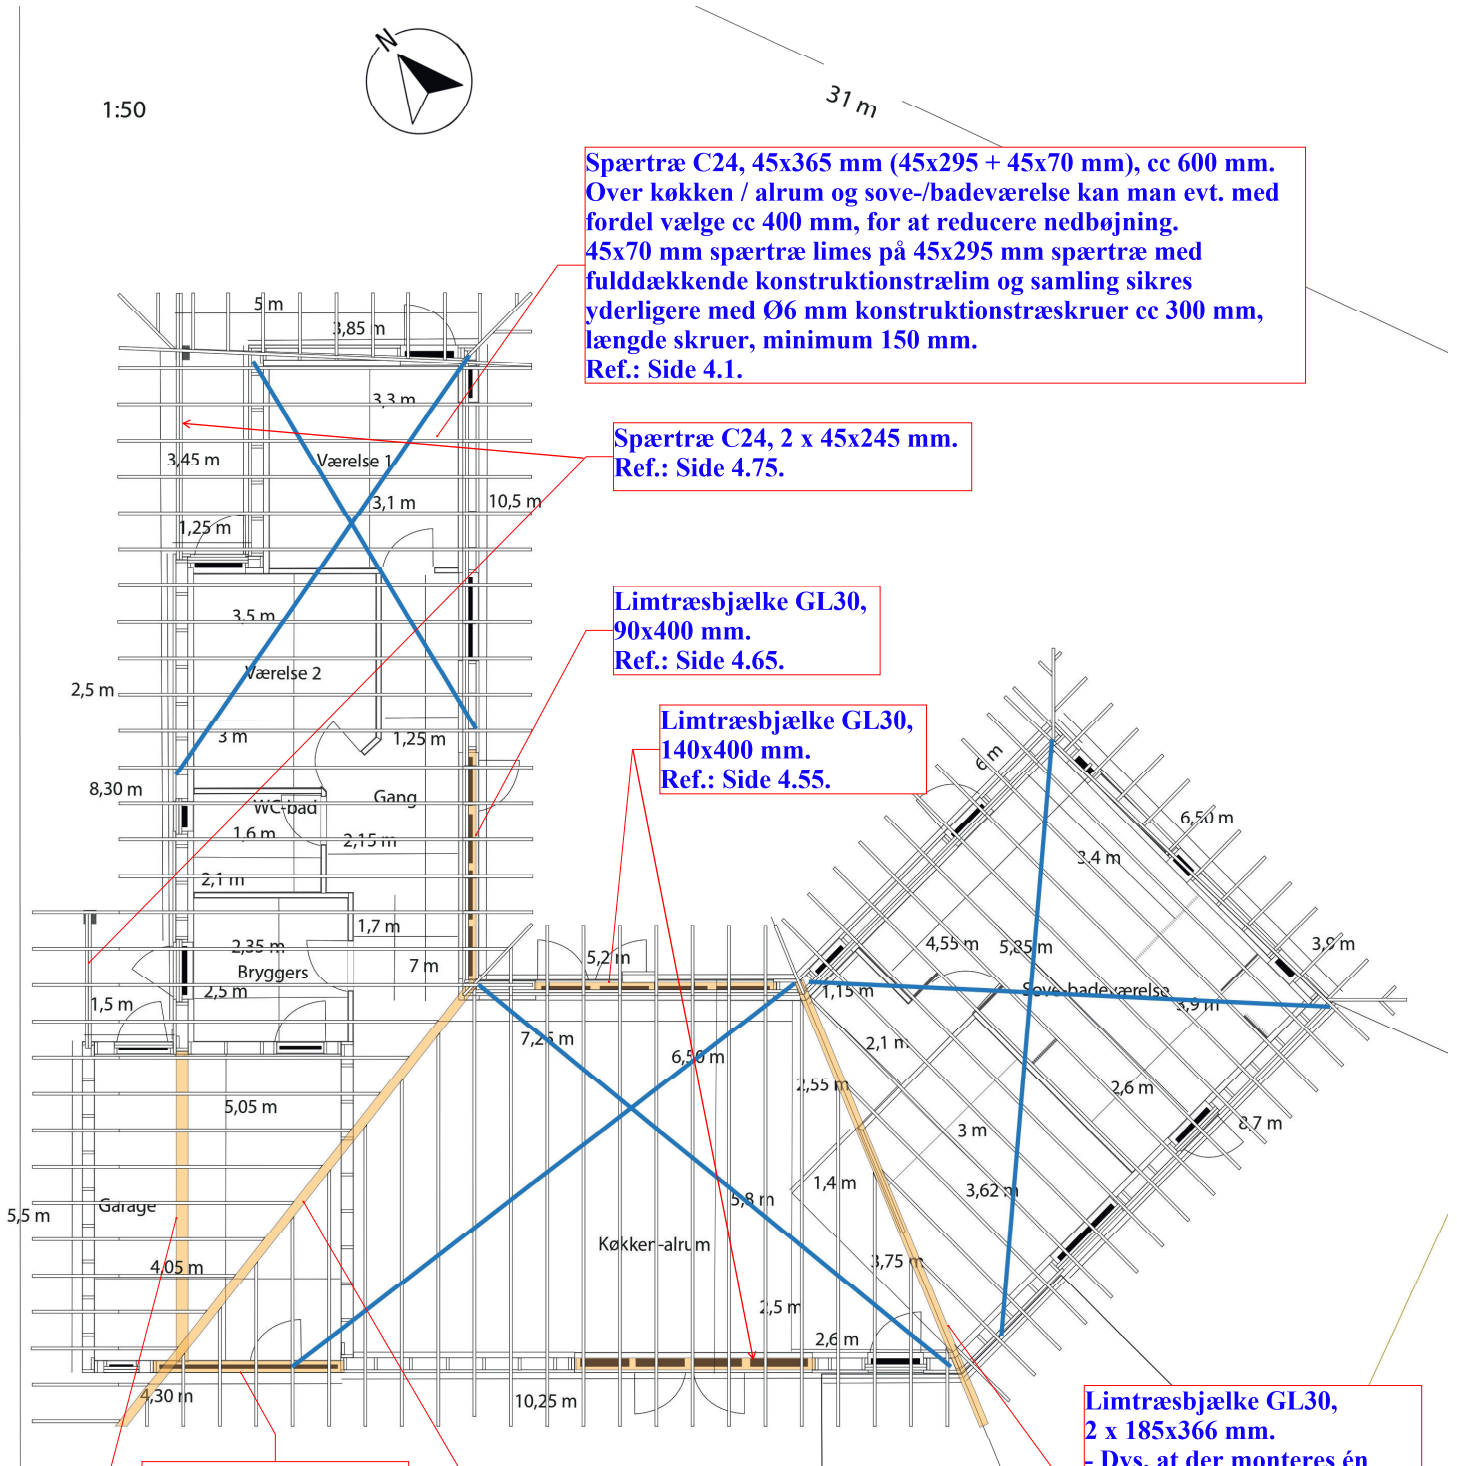 N
1:50
31 m
Spærtræ C24, 45x365 mm (45x295 + 45x70 mm), cc 600 mm.
Over køkken / alrum og sove-/badeværelse kan man evt. med
fordel vælge cc 400 mm, for at reducere nedbøjning.
45x70 mm spærtræ limes på 45x295 mm spærtræ med
fulddækkende konstruktionstrælim og samling sikres
yderligere med Ø6 mm konstruktionstræskruer cc 300 mm,
længde skruer, minimum 150 mm.
Ref.: Side 4.1.
5 m
3,85 m
3,3 m
Spærtræ C24, 2 x 45x245 mm.
Ref.: Side 4.75.
3,45 m
Værelse 1
3,1 m
10,5 m
1,25 m
Limtræsbjælke GL30,
90x400 mm.
Ref.: Side 4.65.
3,5 m
Værelse 2
2,5 m
3 m
1,25 m
Limtræsbjælke GL30,
140x400 mm.
Ref.: Side 4.55.
6 m
8,30 m
WC-bad
Gang
1,6 m
2,15 m
6,50 m
3,4 m
2,1 m
1,7 m
2,35 m
Bryggers
7 m
5,2 m
4,55 m
5,85 m
3,9 m
1,5 m
2,5 m
1,15 m
Sove-badeværelse
3,9 m
7,25 m
6,50 m
2,1 m
2,55 m
2,6 m
5,05 m
3 m
8,7 m
1,4 m
3,62 m
5,8 m
5,5 m
Garage
Køkken-alrum
4,05 m
3,75 m
2,5 m
2,6 m
4,30 m
10,25 m
Limtræsbjælke GL30,
2 x 185x366 mm.
- Dvs. at der monteres én